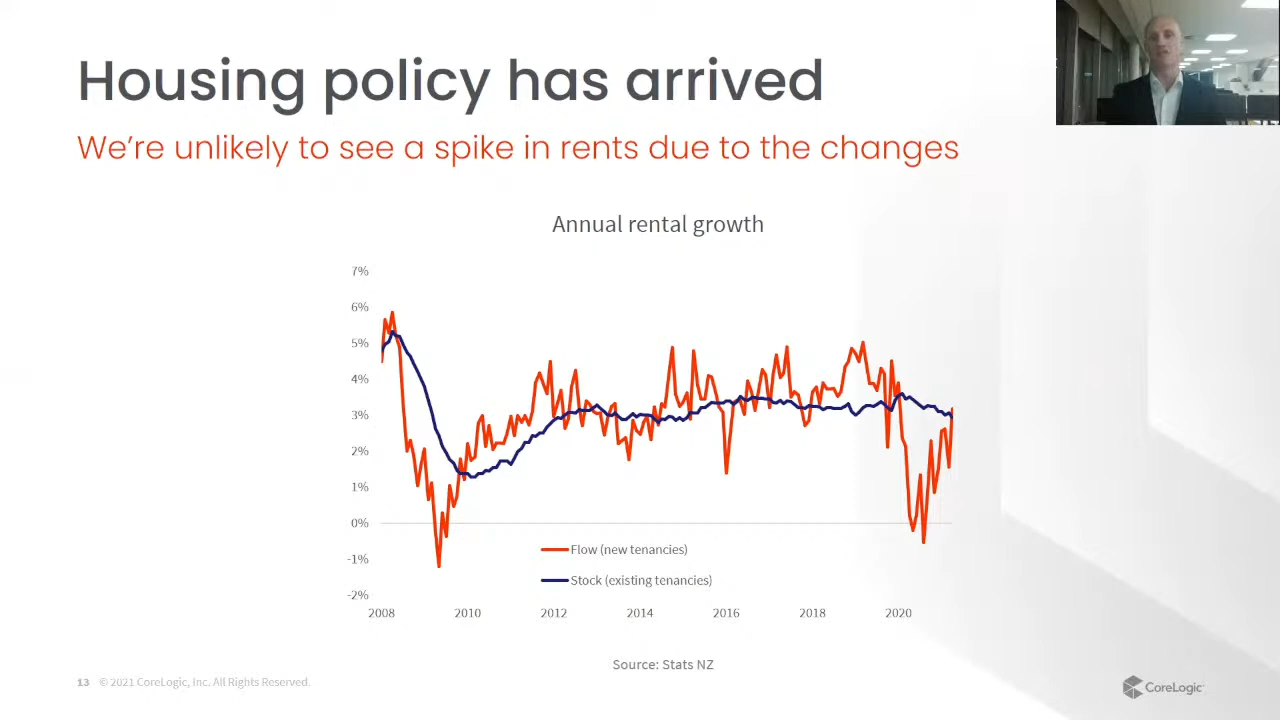 Housing policy has arrived
We're unlikely to see a spike in rents due to the changes
Annual rental growth
7%
6%
5%
4%
3%
2%
1%
0%
-1%
-2%
Flow (new tenancies)
Stock (existing tenancies)
2008 2010 2012 2014 2016 2018 2020
Source: Stats NZ
13 © 2021 CoreLogic, Inc. All Rights Reserved.
CoreLogic